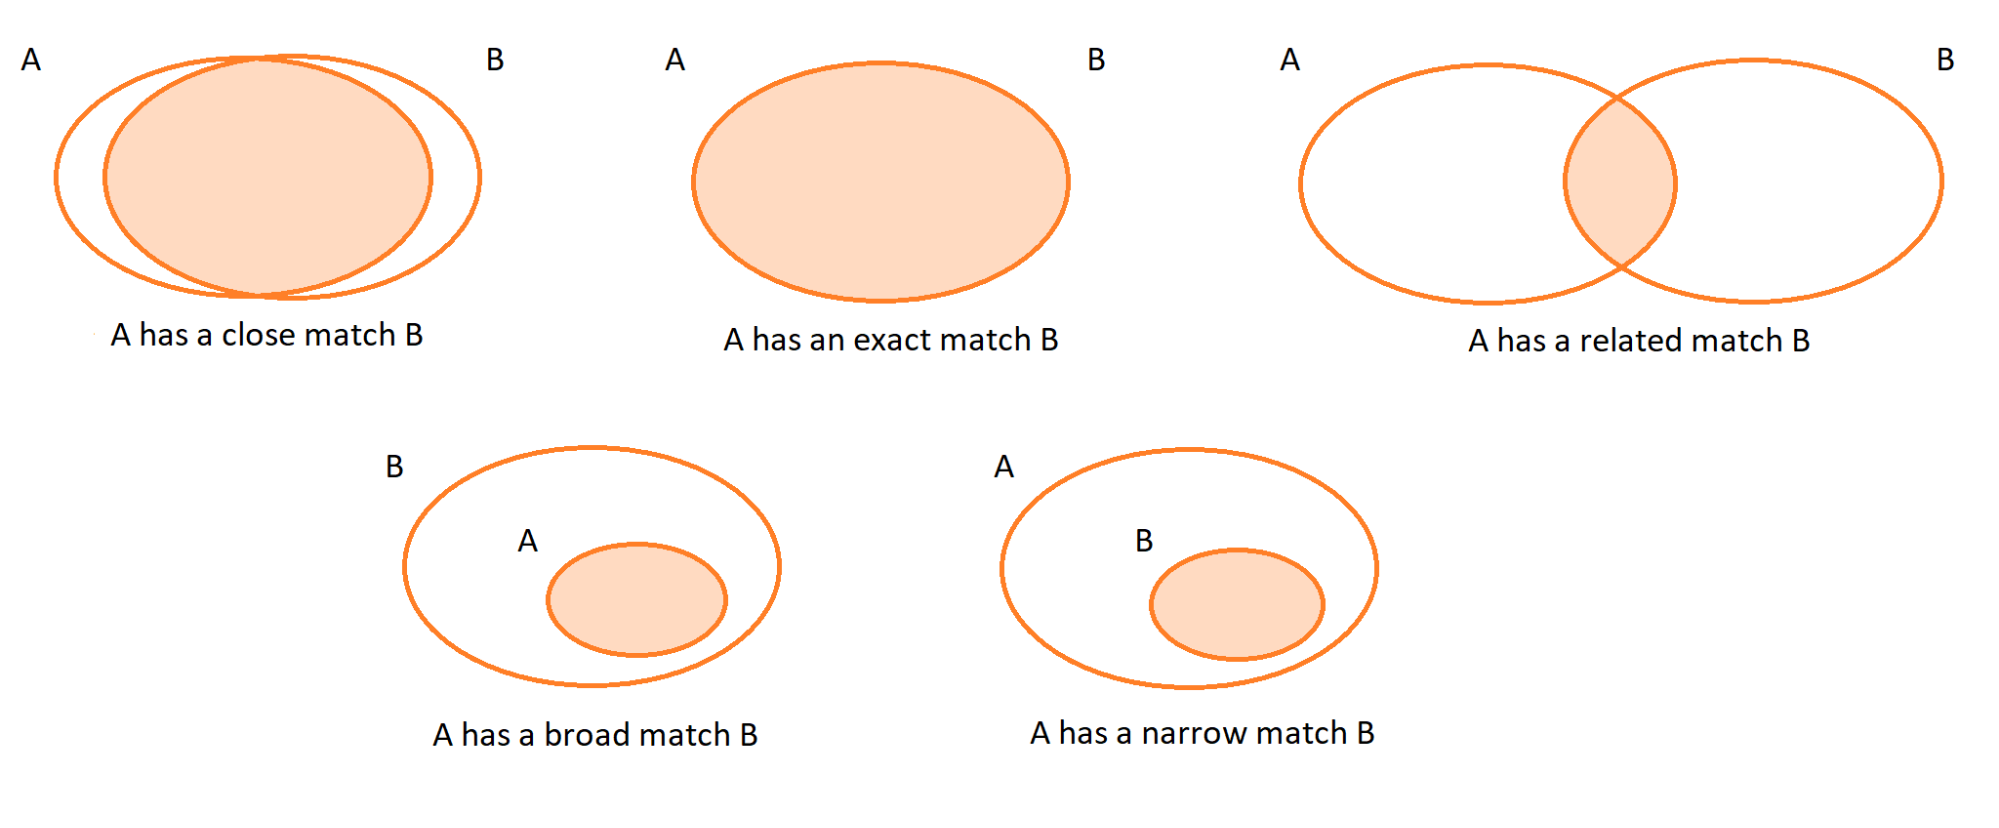 A
B
A has a close match B
A
B
A has an exact match B
A
B
A has a related match B
B
A
A has a broad match B
A
B
A has a narrow match B